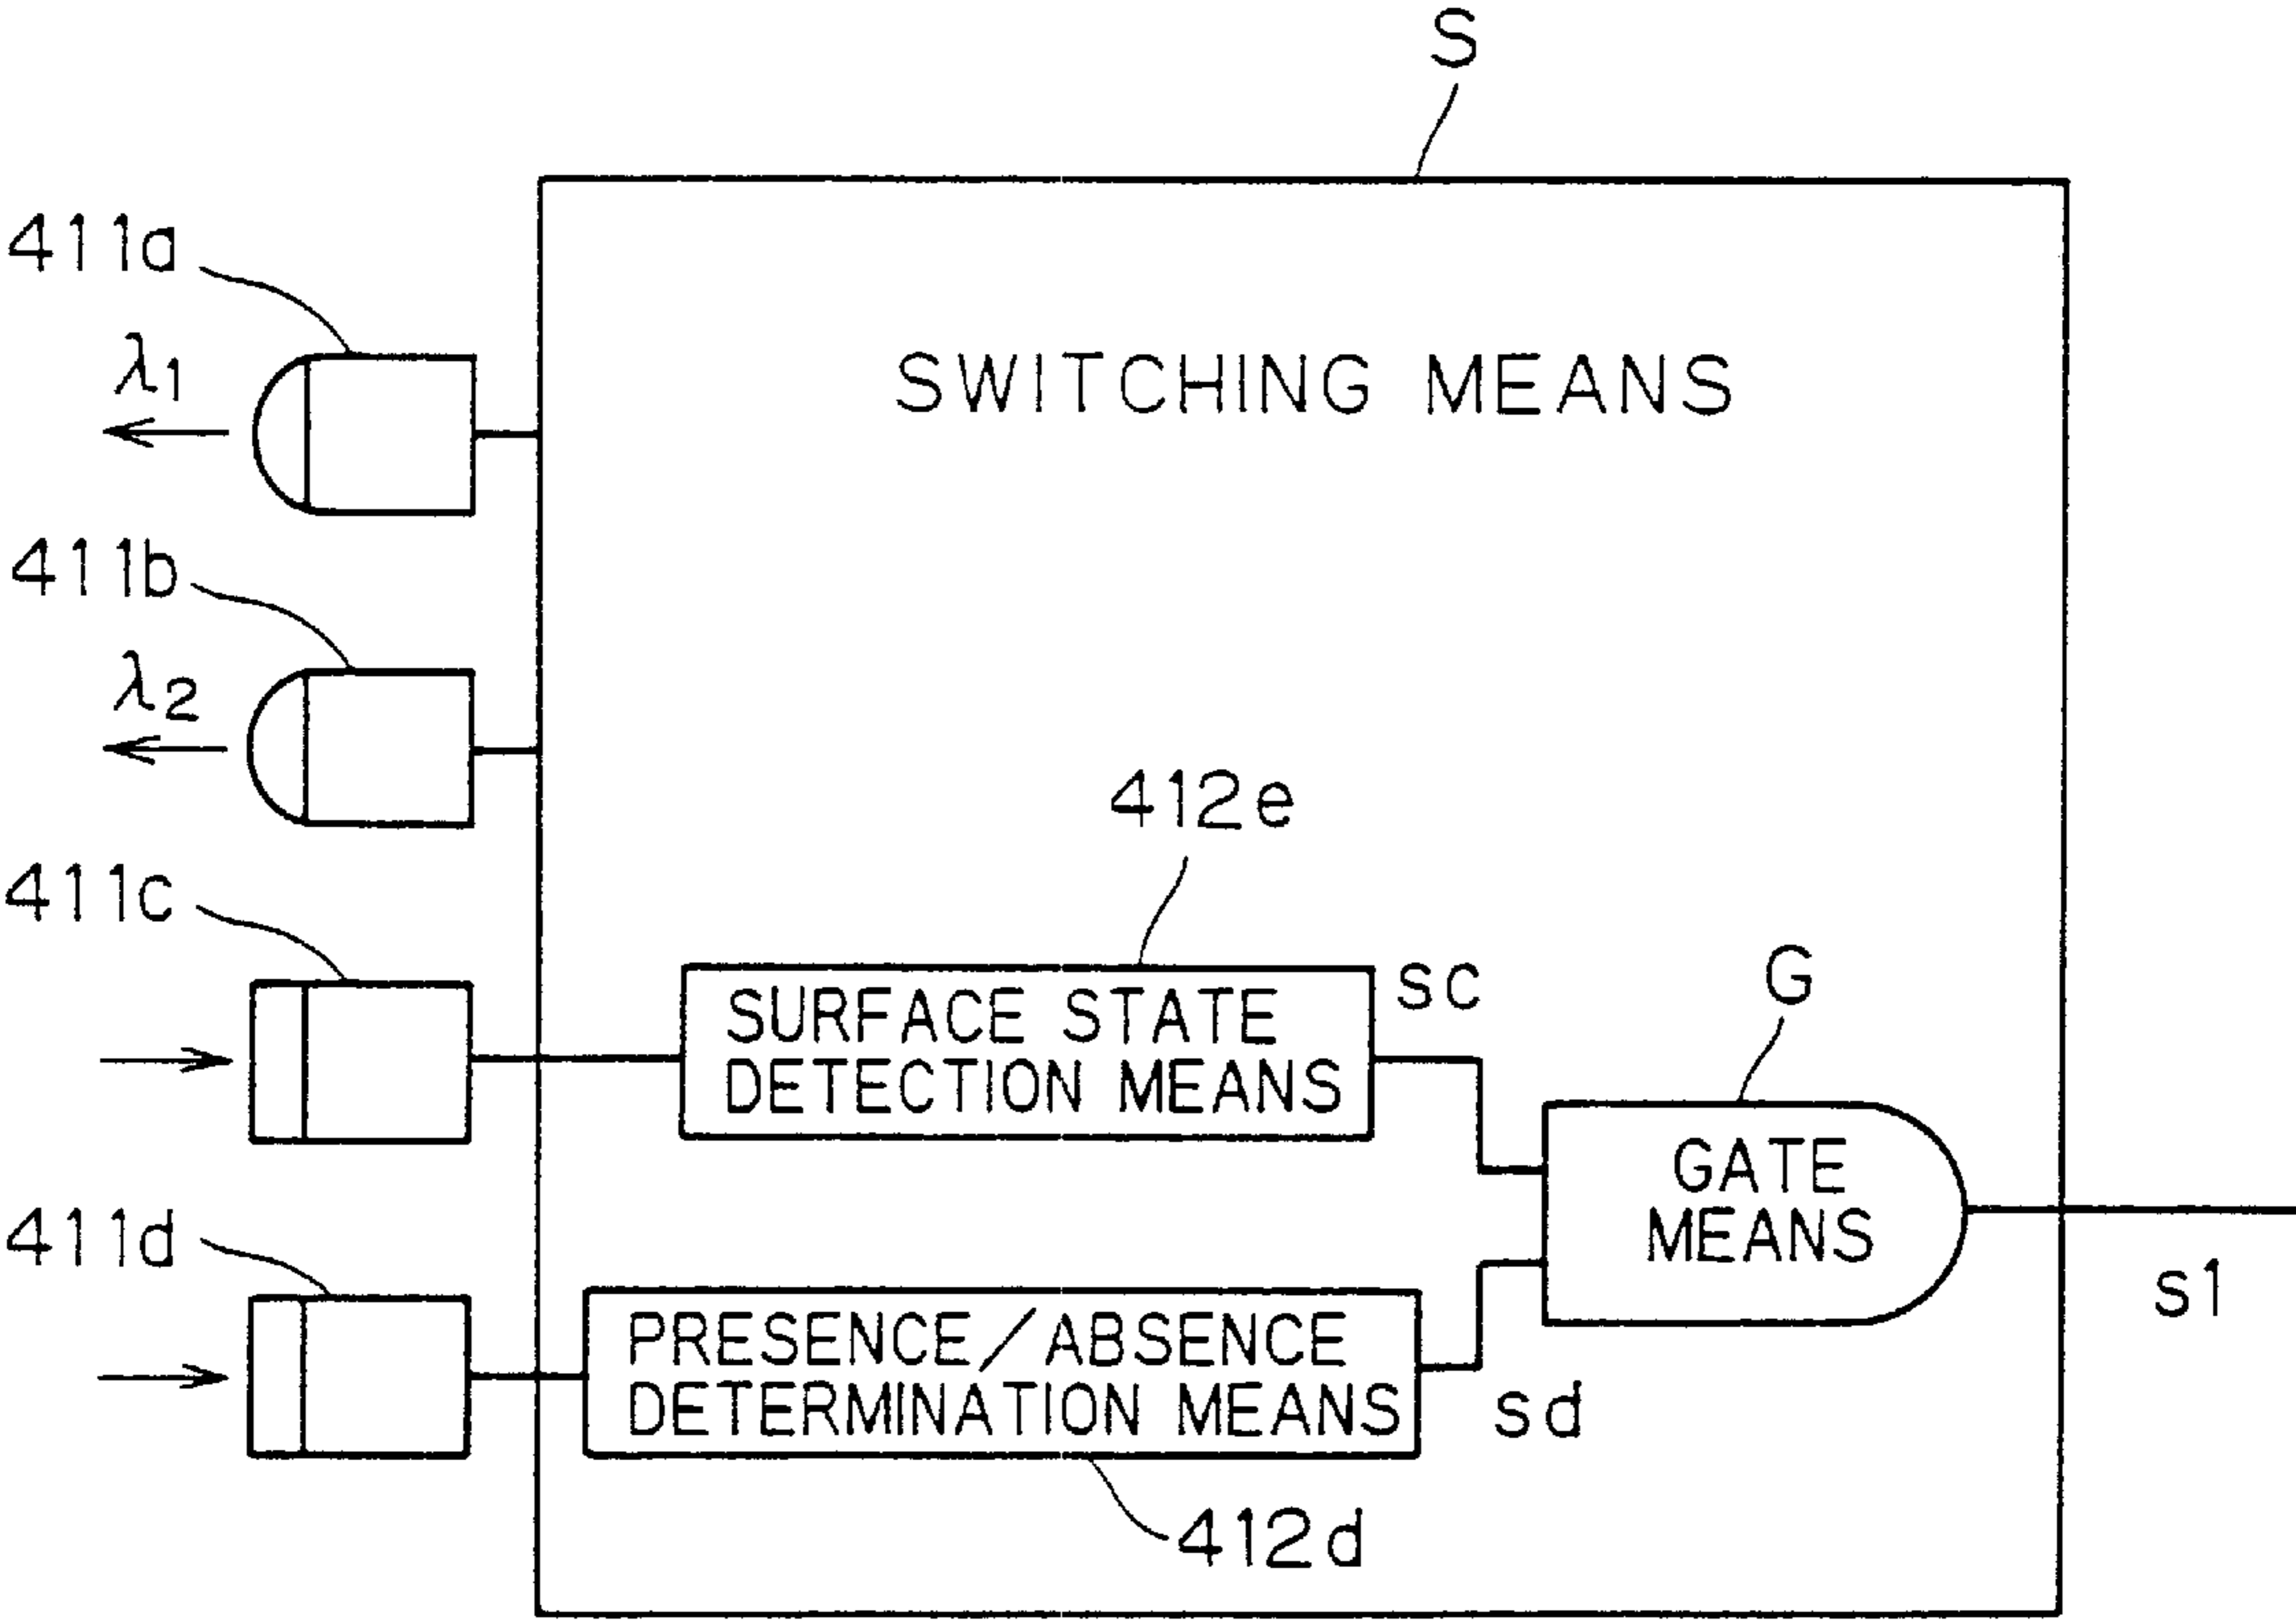 S
411a
λ1
SWITCHING MEANS
411b
λ2
412e
411c
SURFACE STATE
DETECTION MEANS
sc
G
GATE
MEANS
411d
PRESENCE/ABSENCE
DETERMINATION MEANS
sd
s1
412d